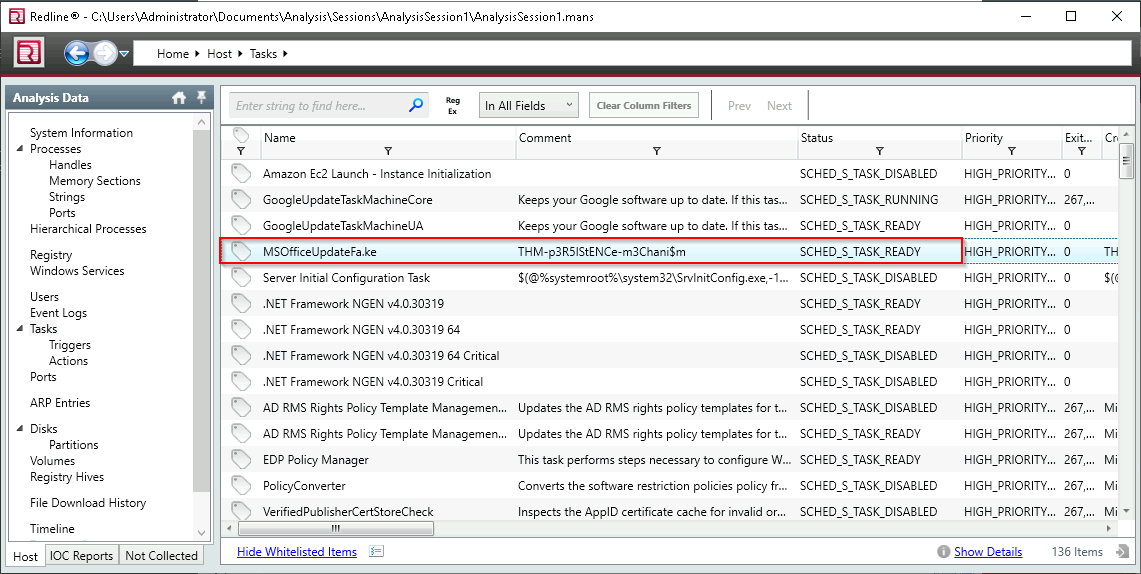 Redline® - C:\Users\Administrator\Documents\Analysis\Sessions\AnalysisSession1\AnalysisSession1.mans
Home Host Tasks
Analysis Data
System Information
Processes
Handles
Memory Sections
Strings
Ports
Hierarchical Processes
Registry
Windows Services
Users
Event Logs
Tasks
Triggers
Actions
Ports
ARP Entries
Disks
Partitions
Volumes
Registry Hives
File Download History
Timeline
Host IOC Reports Not Collected
Enter string to find here... Reg Ex In All Fields Clear Column Filters Prev Next
Name Comment Status Priority Exit... Cr
Amazon Ec2 Launch - Instance Initialization SCHED_S_TASK_DISABLED HIGH_PRIORITY... 0
GoogleUpdateTaskMachineCore Keeps your Google software up to date. If this tas... SCHED_S_TASK_RUNNING HIGH_PRIORITY... 267,...
GoogleUpdateTaskMachineUA Keeps your Google software up to date. If this tas... SCHED_S_TASK_READY HIGH_PRIORITY... 0
MSOfficeUpdateFa.ke THM-p3R5IStENCe-m3Chani$m SCHED_S_TASK_READY HIGH_PRIORITY... 0 TH
Server Initial Configuration Task $(@%systemroot%\system32\SrvInitConfig.exe,-1... SCHED_S_TASK_DISABLED HIGH_PRIORITY... 0 $(@
.NET Framework NGEN v4.0.30319 SCHED_S_TASK_READY HIGH_PRIORITY... 0
.NET Framework NGEN v4.0.30319 64 SCHED_S_TASK_READY HIGH_PRIORITY... 0
.NET Framework NGEN v4.0.30319 64 Critical SCHED_S_TASK_DISABLED HIGH_PRIORITY... 0
.NET Framework NGEN v4.0.30319 Critical SCHED_S_TASK_DISABLED HIGH_PRIORITY... 0
AD RMS Rights Policy Template Managemen... Updates the AD RMS rights policy templates for t... SCHED_S_TASK_DISABLED HIGH_PRIORITY... 267,... Mi
AD RMS Rights Policy Template Managemen... Updates the AD RMS rights policy templates for t... SCHED_S_TASK_READY HIGH_PRIORITY... 267,... Mi
EDP Policy Manager This task performs steps necessary to configure W... SCHED_S_TASK_READY HIGH_PRIORITY... 267,... Mi
PolicyConverter Converts the software restriction policies policy fr... SCHED_S_TASK_DISABLED HIGH_PRIORITY... 267,... Mi
VerifiedPublisherCertStoreCheck Inspects the AppID certificate cache for invalid or... SCHED_S_TASK_DISABLED HIGH_PRIORITY... 267,... Mi
Hide Whitelisted Items Show Details 136 Items